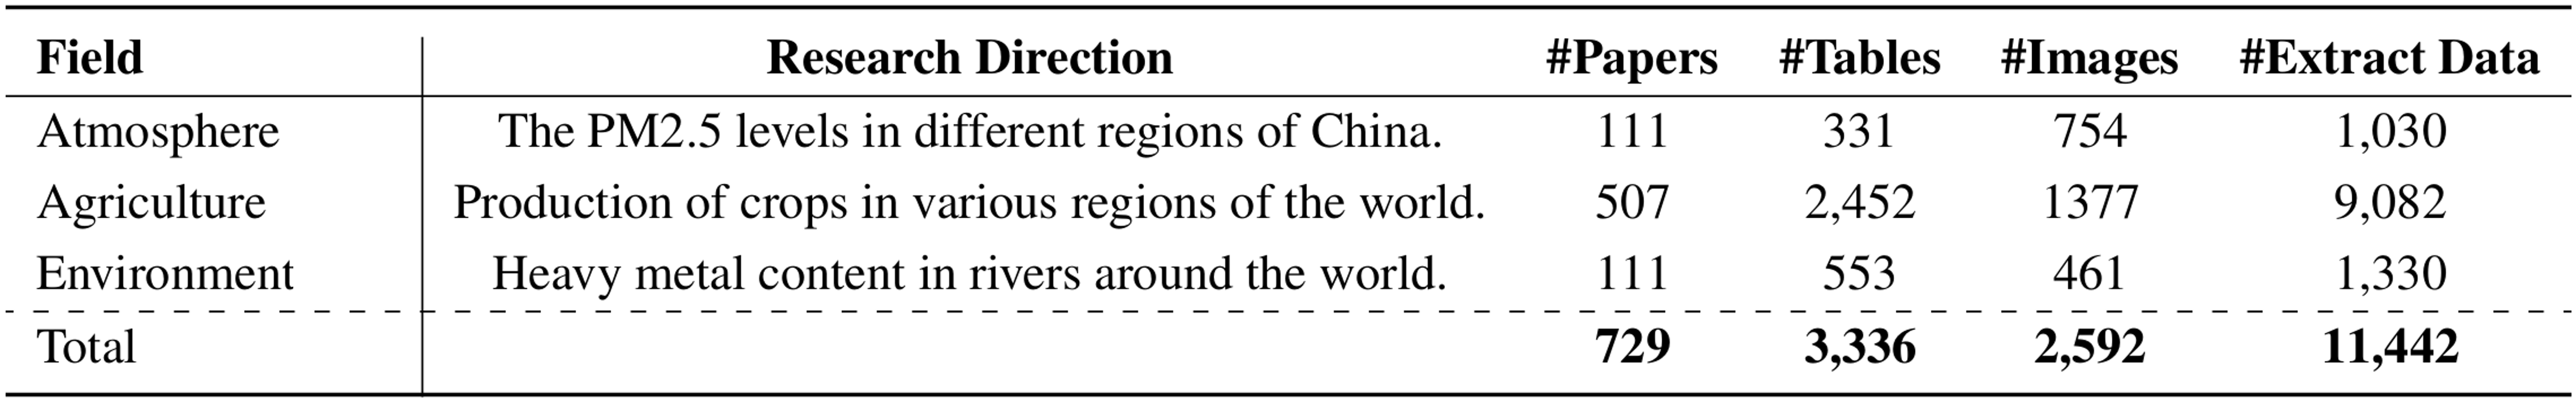 Field Research Direction #Papers #Tables #Images #Extract Data
Atmosphere The PM2.5 levels in different regions of China. 111 331 754 1,030
Agriculture Production of crops in various regions of the world. 507 2,452 1377 9,082
Environment Heavy metal content in rivers around the world. 111 553 461 1,330
Total 729 3,336 2,592 11,442